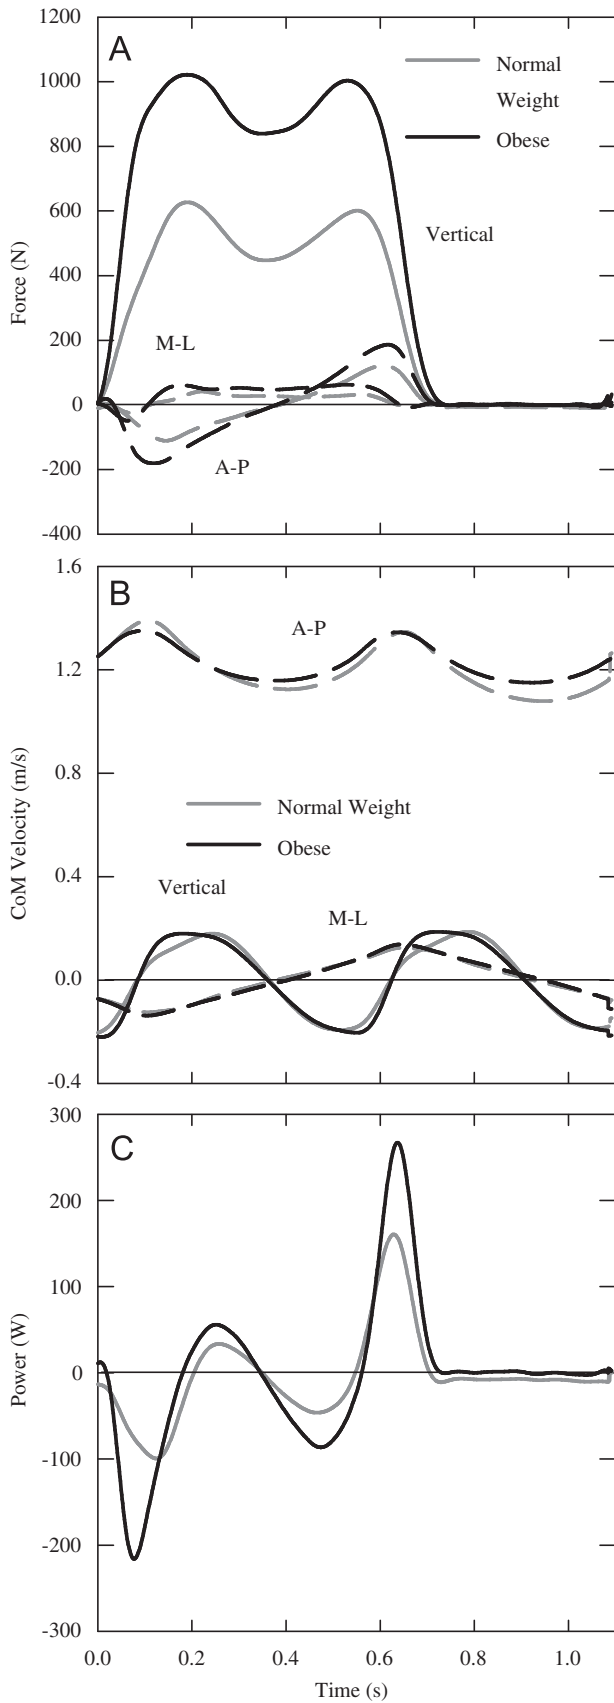 A
1200
Normal
Weight
Obese
1000
800
600
400
200
0
-200
-400
Force (N)
Vertical
M-L
A-P
B
1.6
1.2
0.8
0.4
0.0
-0.4
CoM Velocity (m/s)
A-P
Normal Weight
Obese
Vertical
M-L
C
300
200
100
0
-100
-200
-300
Power (W)
0.0 0.2 0.4 0.6 0.8 1.0
Time (s)